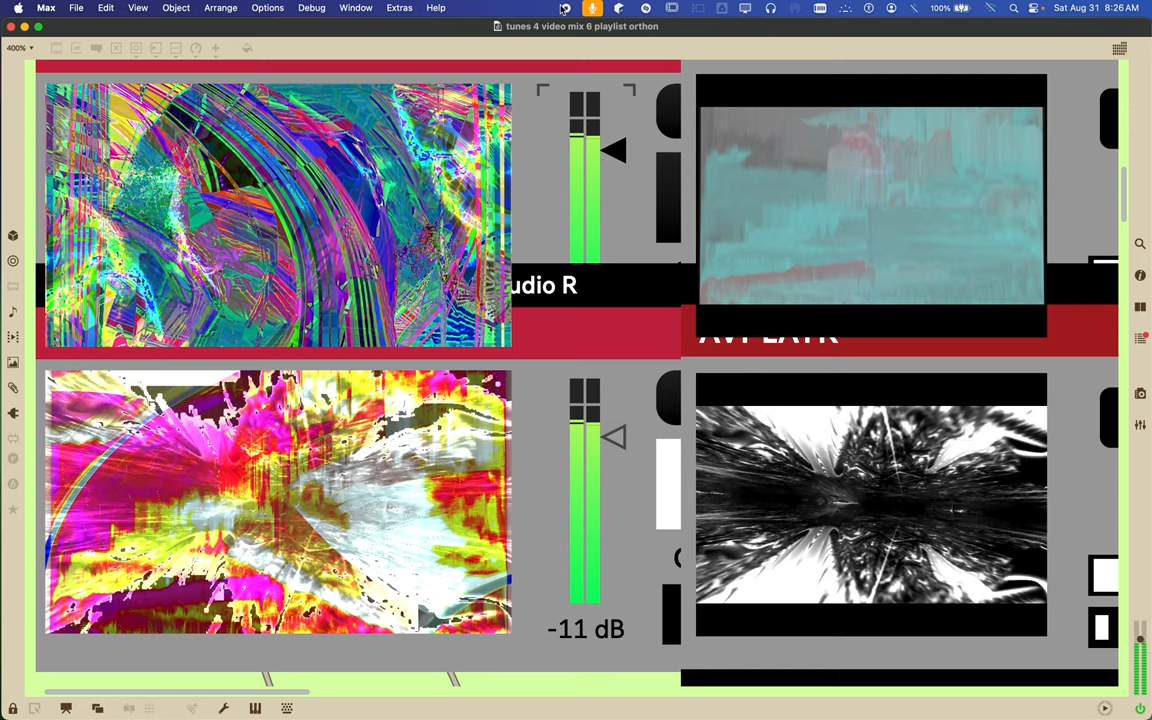 Max File Edit View Object Arrange Options Debug Window Extras Help 100% Sat Aug 31 8:26 AM
tunes 4 video mix 6 playlist orthon
400%
udio R
AVPLAYR
-11 dB